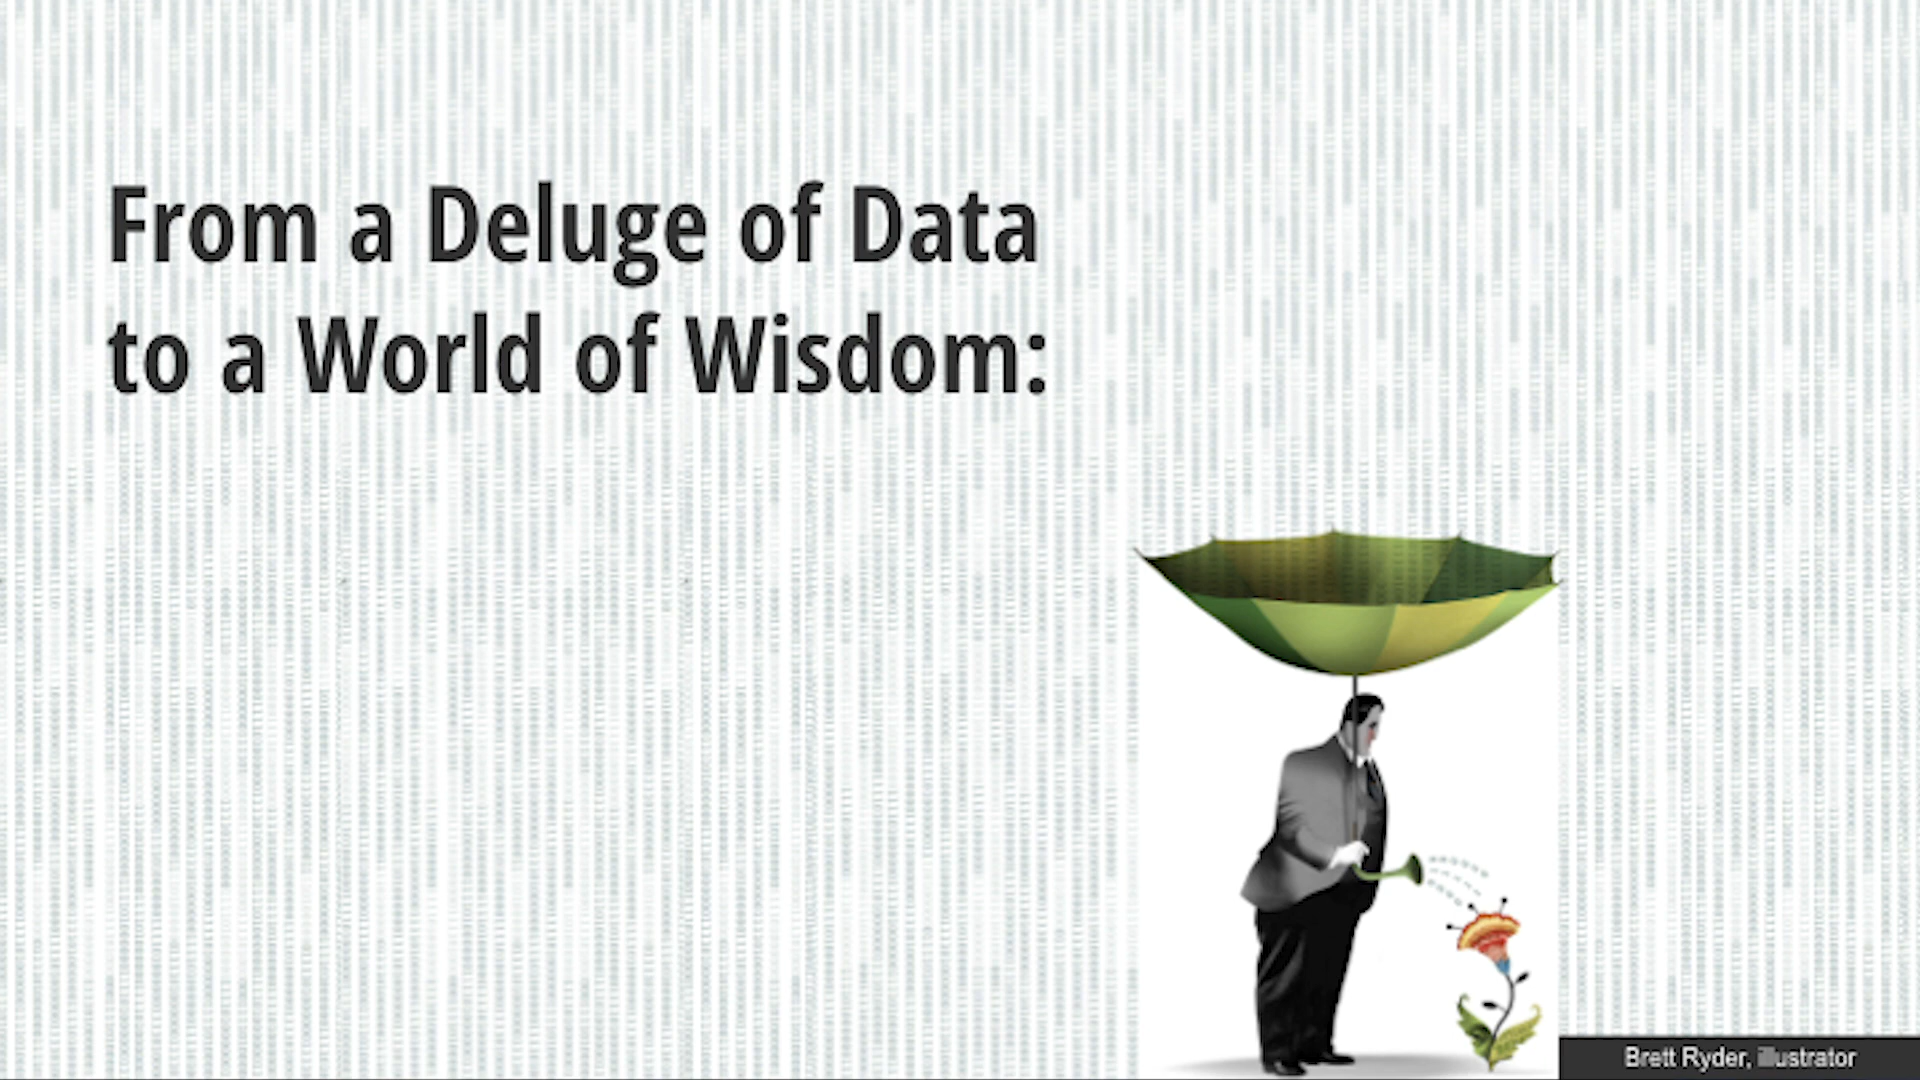 From a Deluge of Data
to a World of Wisdom:
Brett Ryder, illustrator